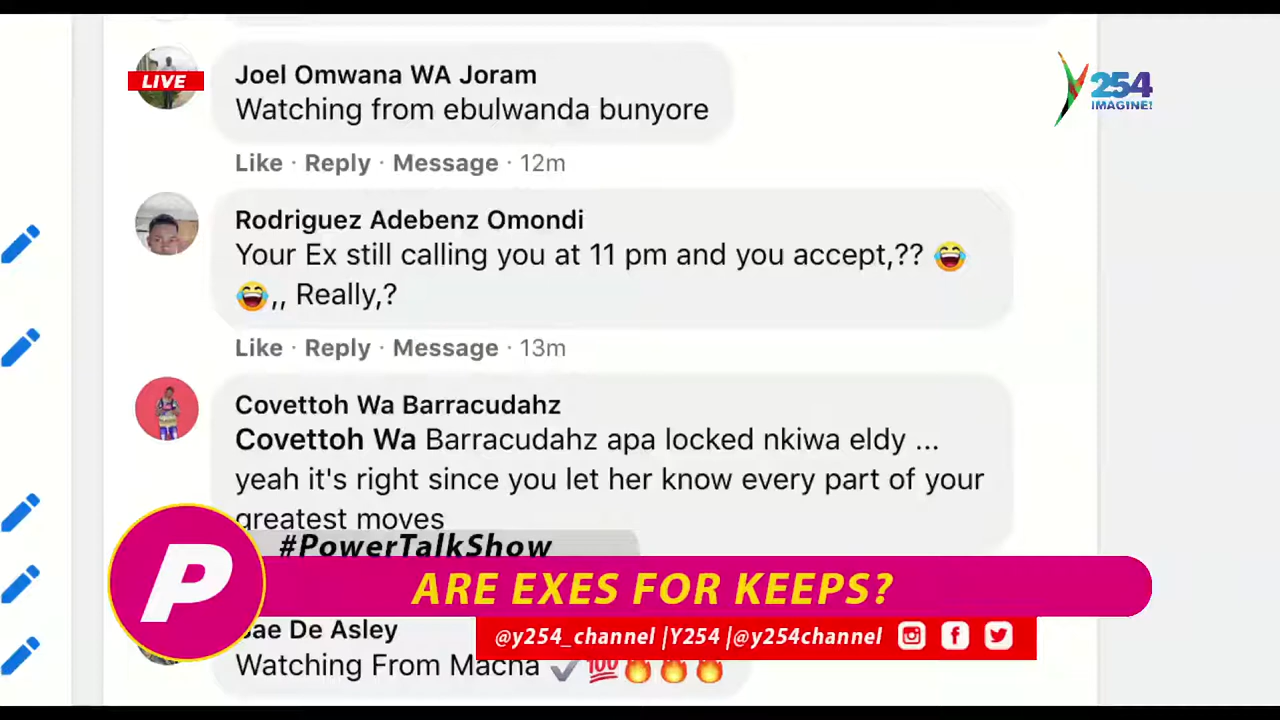 LIVE
Joel Omwana WA Joram
Watching from ebulwanda bunyore
Like · Reply · Message · 12m
Y254
IMAGINE!
Rodriguez Adebenz Omondi
Your Ex still calling you at 11 pm and you accept,?? 😂
😂,, Really,?
Like · Reply · Message · 13m
Covettoh Wa Barracudahz
Covettoh Wa Barracudahz apa locked nkiwa eldy ...
yeah it's right since you let her know every part of your
greatest moves
#PowerTalkShow
P
ARE EXES FOR KEEPS?
@y254_channel |Y254 |@y254channel
De Asley
Watching From Macha ✔️💯🔥🔥🔥